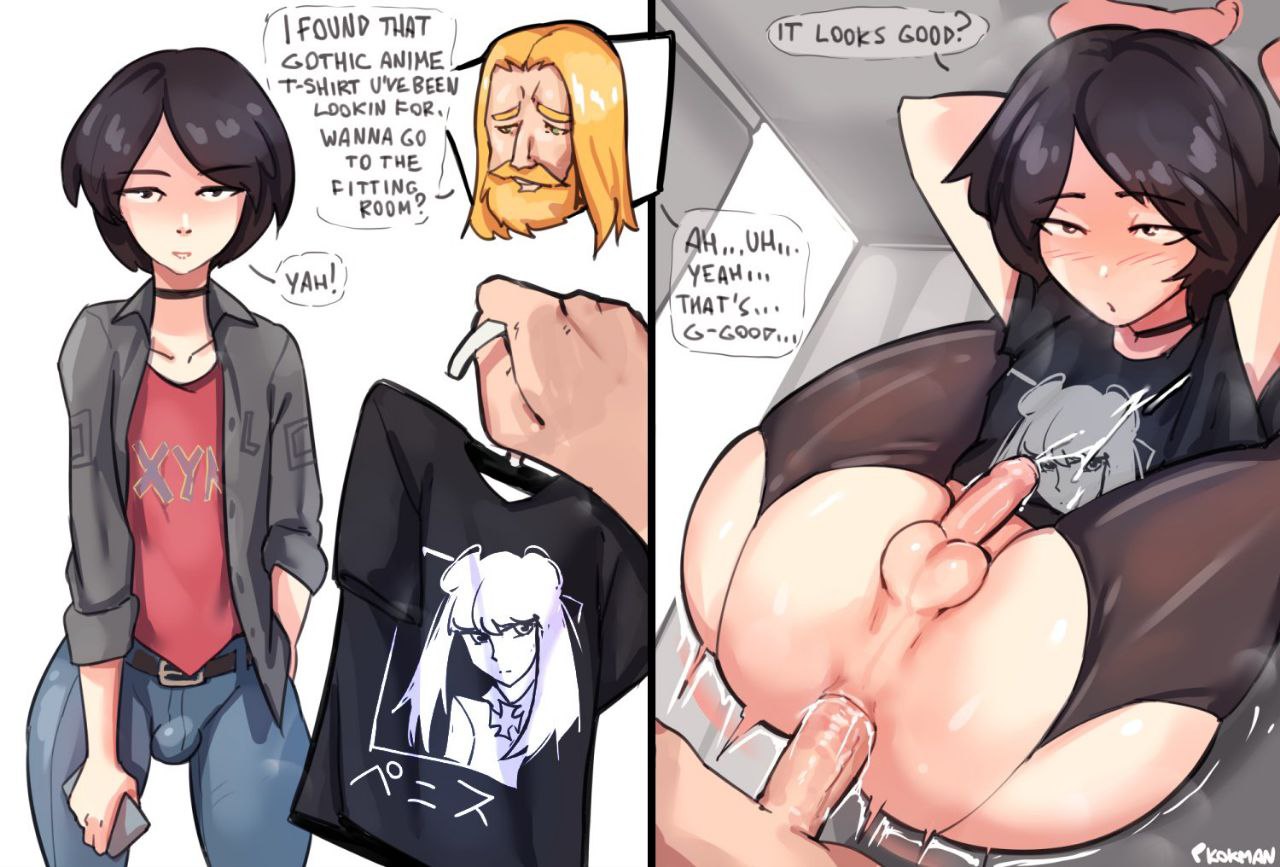 I FOUND THAT
GOTHIC ANIME
T-SHIRT U'VE BEEN
LOOKIN FOR.
WANNA GO
TO THE
FITTING
ROOM?
YAH!
XYN
ペニス
IT LOOKS GOOD?
AH...UH...
YEAH...
THAT'S...
G-GOOD...
KOKMAN